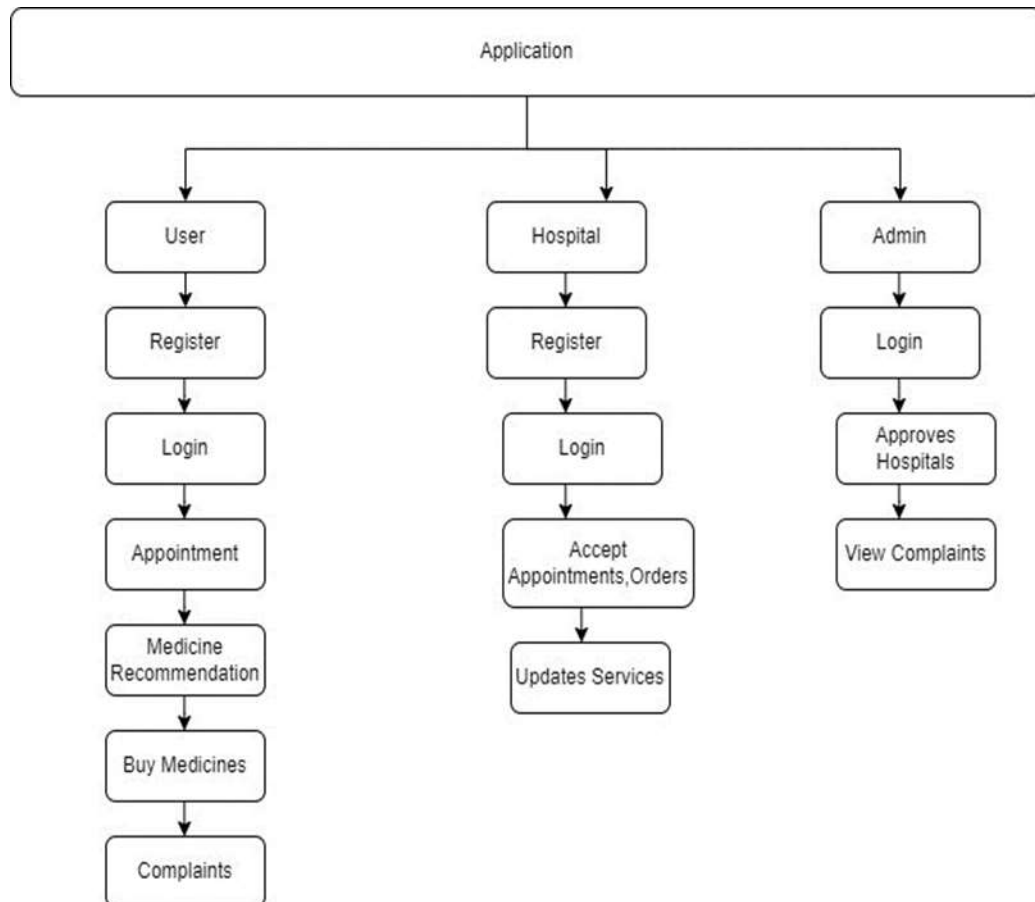 Application
User
Register
Login
Appointment
Medicine
Recommendation
Buy Medicines
Complaints
Hospital
Register
Login
Accept
Appointments,Orders
Updates Services
Admin
Login
Approves
Hospitals
View Complaints